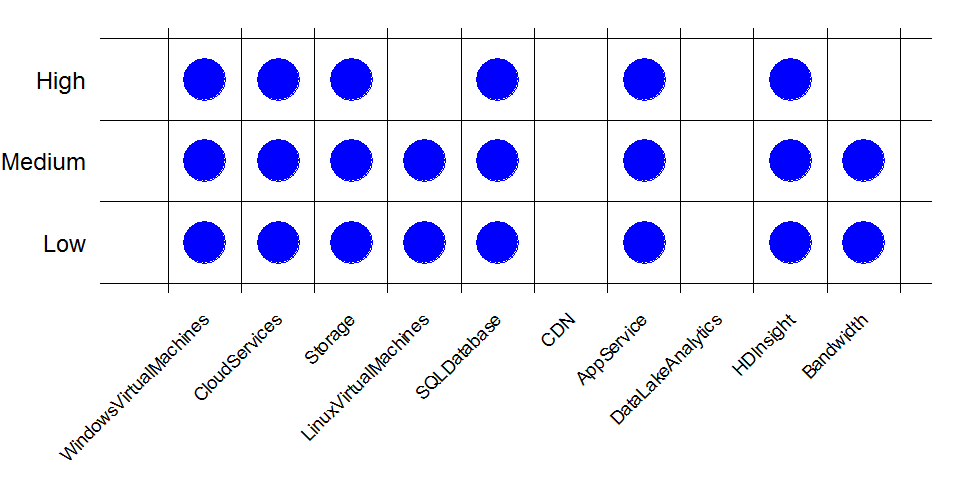 High
Medium
Low
WindowsVirtualMachines
CloudServices
Storage
LinuxVirtualMachines
SQLDatabase
CDN
AppService
DataLakeAnalytics
HDInsight
Bandwidth